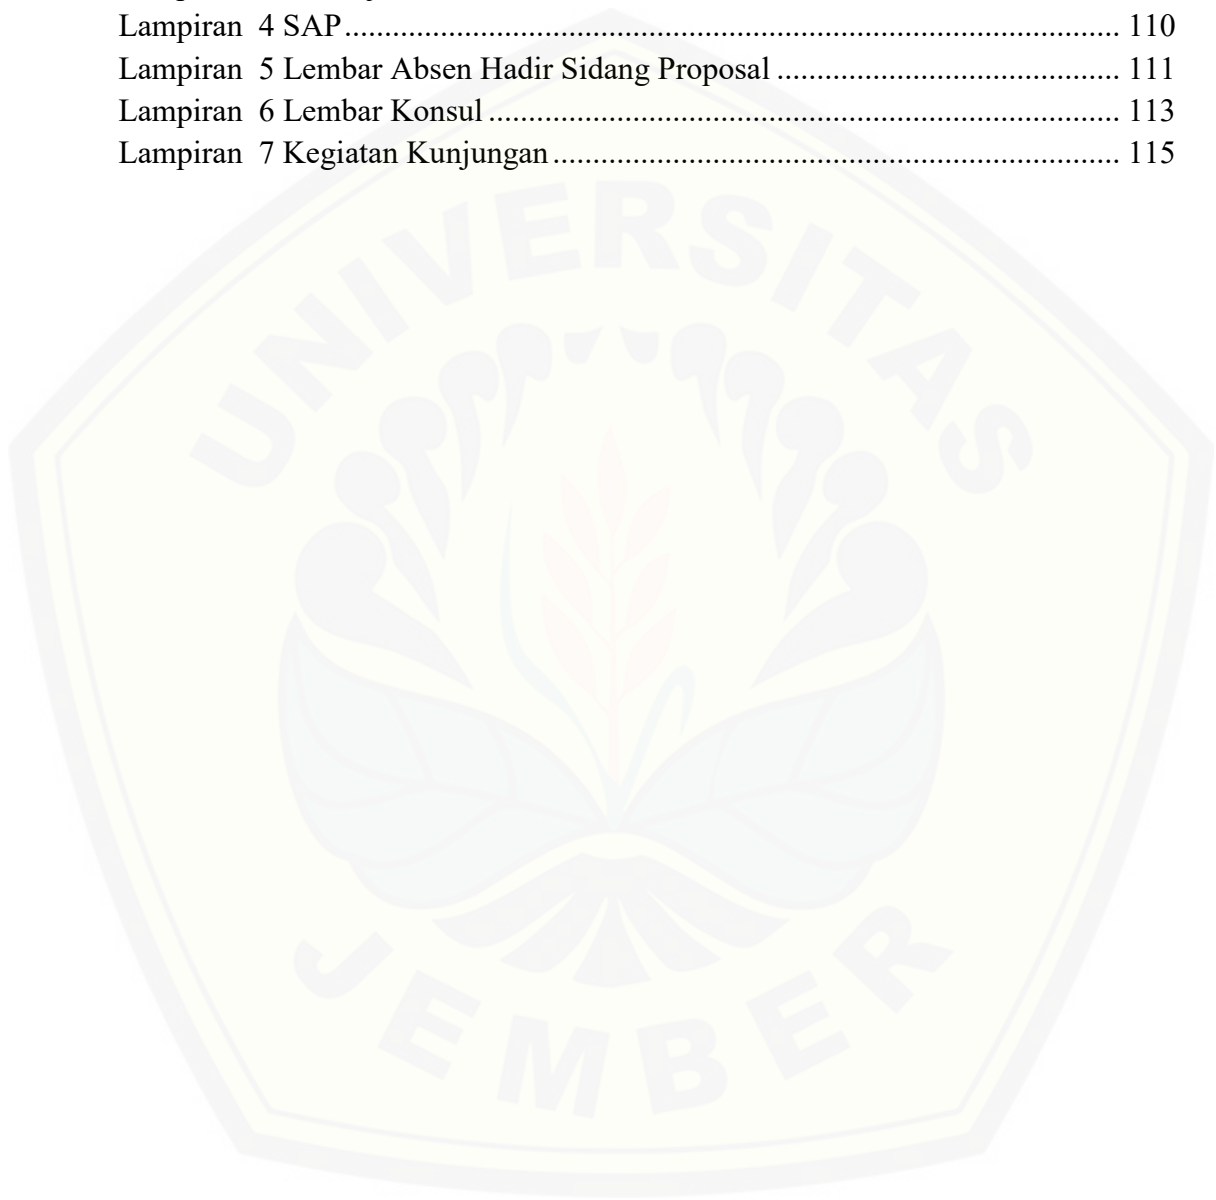 Lampiran 4 SAP.................................................................................................. 110
Lampiran 5 Lembar Absen Hadir Sidang Proposal ........................................... 111
Lampiran 6 Lembar Konsul ............................................................................... 113
Lampiran 7 Kegiatan Kunjungan ....................................................................... 115
UNIVERSITAS
JEMBER